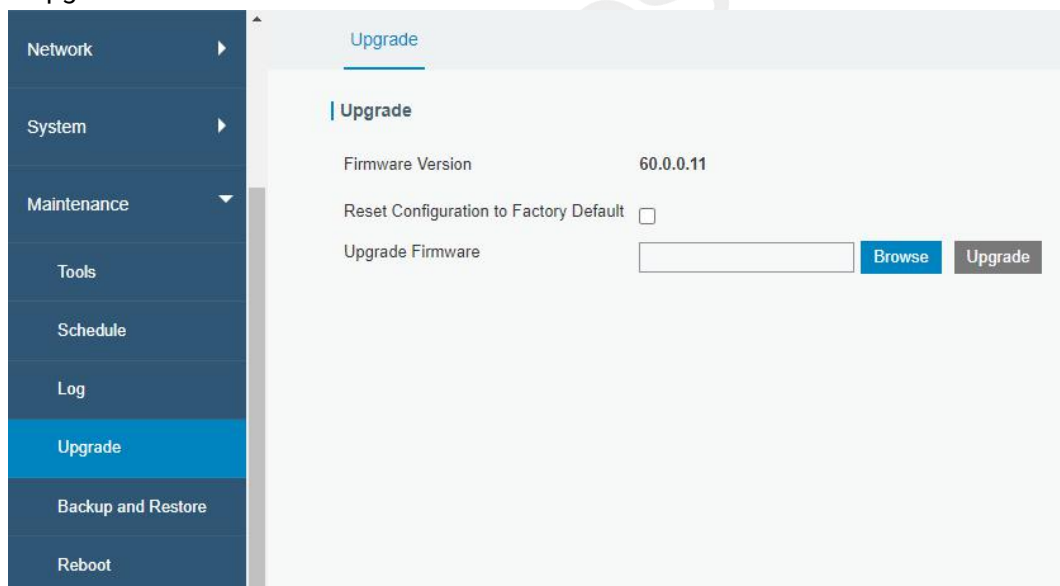 Network
System
Maintenance
Tools
Schedule
Log
Upgrade
Backup and Restore
Reboot
Upgrade
Upgrade
Firmware Version 60.0.0.11
Reset Configuration to Factory Default
Upgrade Firmware Browse Upgrade